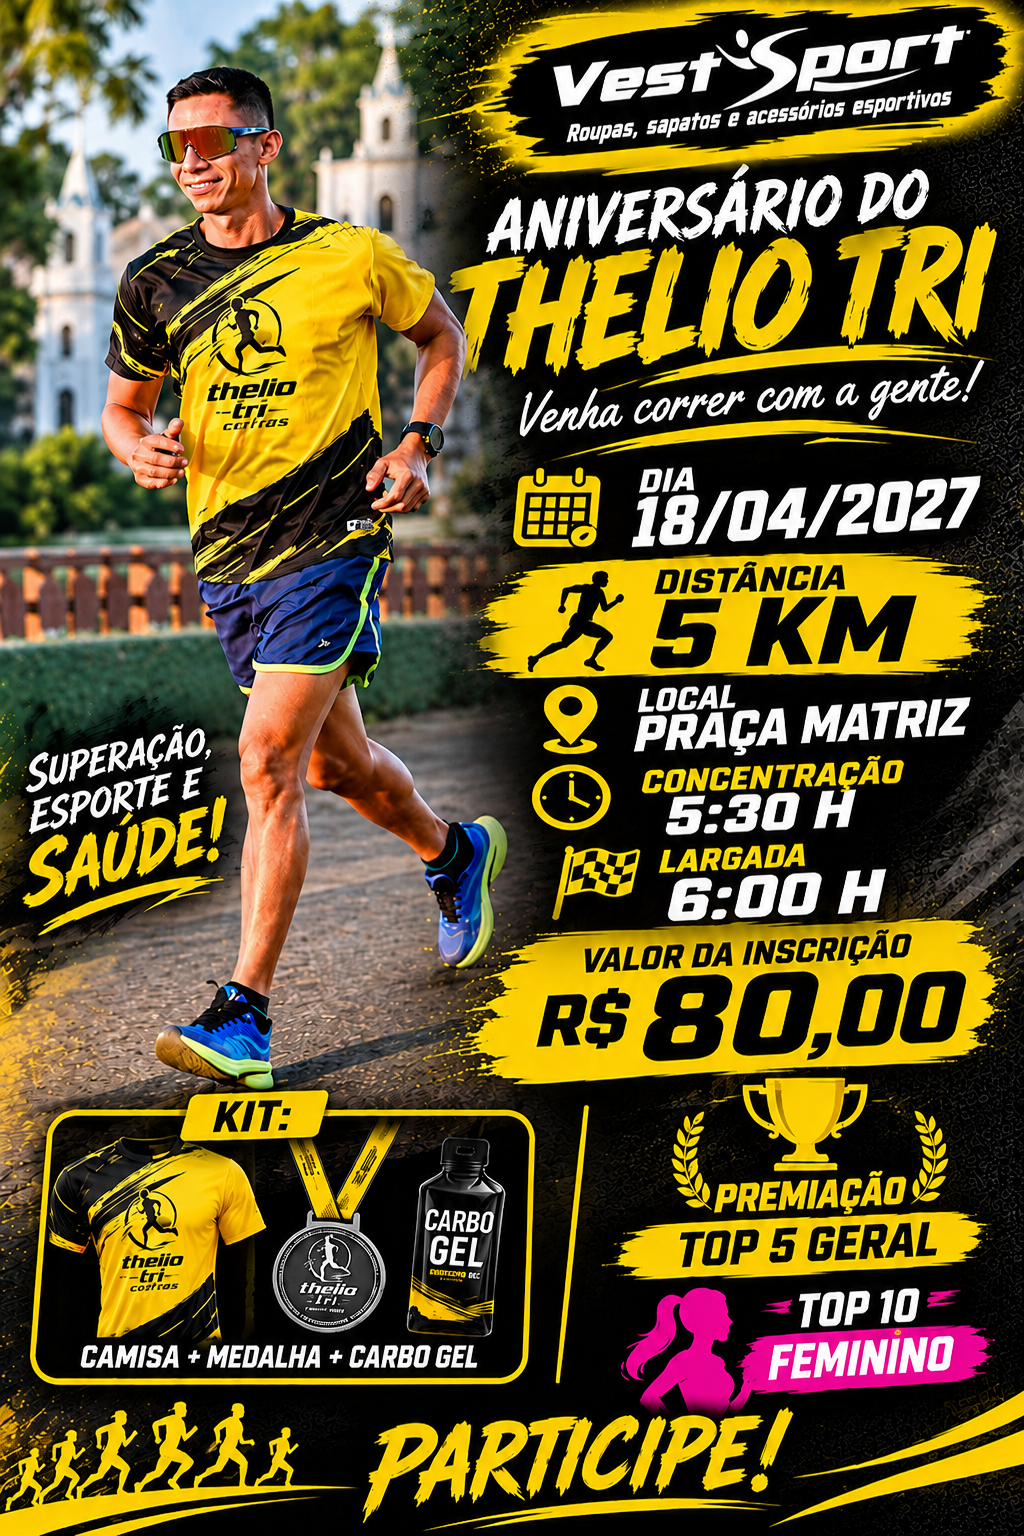 Vest Sport
Roupas, sapatos e acessórios esportivos
ANIVERSÁRIO DO
THELIO TRI
Venha correr com a gente!
thelio
tri
DIA
18/04/2027
DISTÂNCIA
5 KM
LOCAL
PRAÇA MATRIZ
CONCENTRAÇÃO
5:30 H
LARGADA
6:00 H
SUPERAÇÃO,
ESPORTE E
SAÚDE!
VALOR DA INSCRIÇÃO
R$ 80,00
KIT:
thelio
tri
thelio
tri
CARBO
GEL
CAMISA + MEDALHA + CARBO GEL
PREMIAÇÃO
TOP 5 GERAL
TOP 10
FEMININO
PARTICIPE!